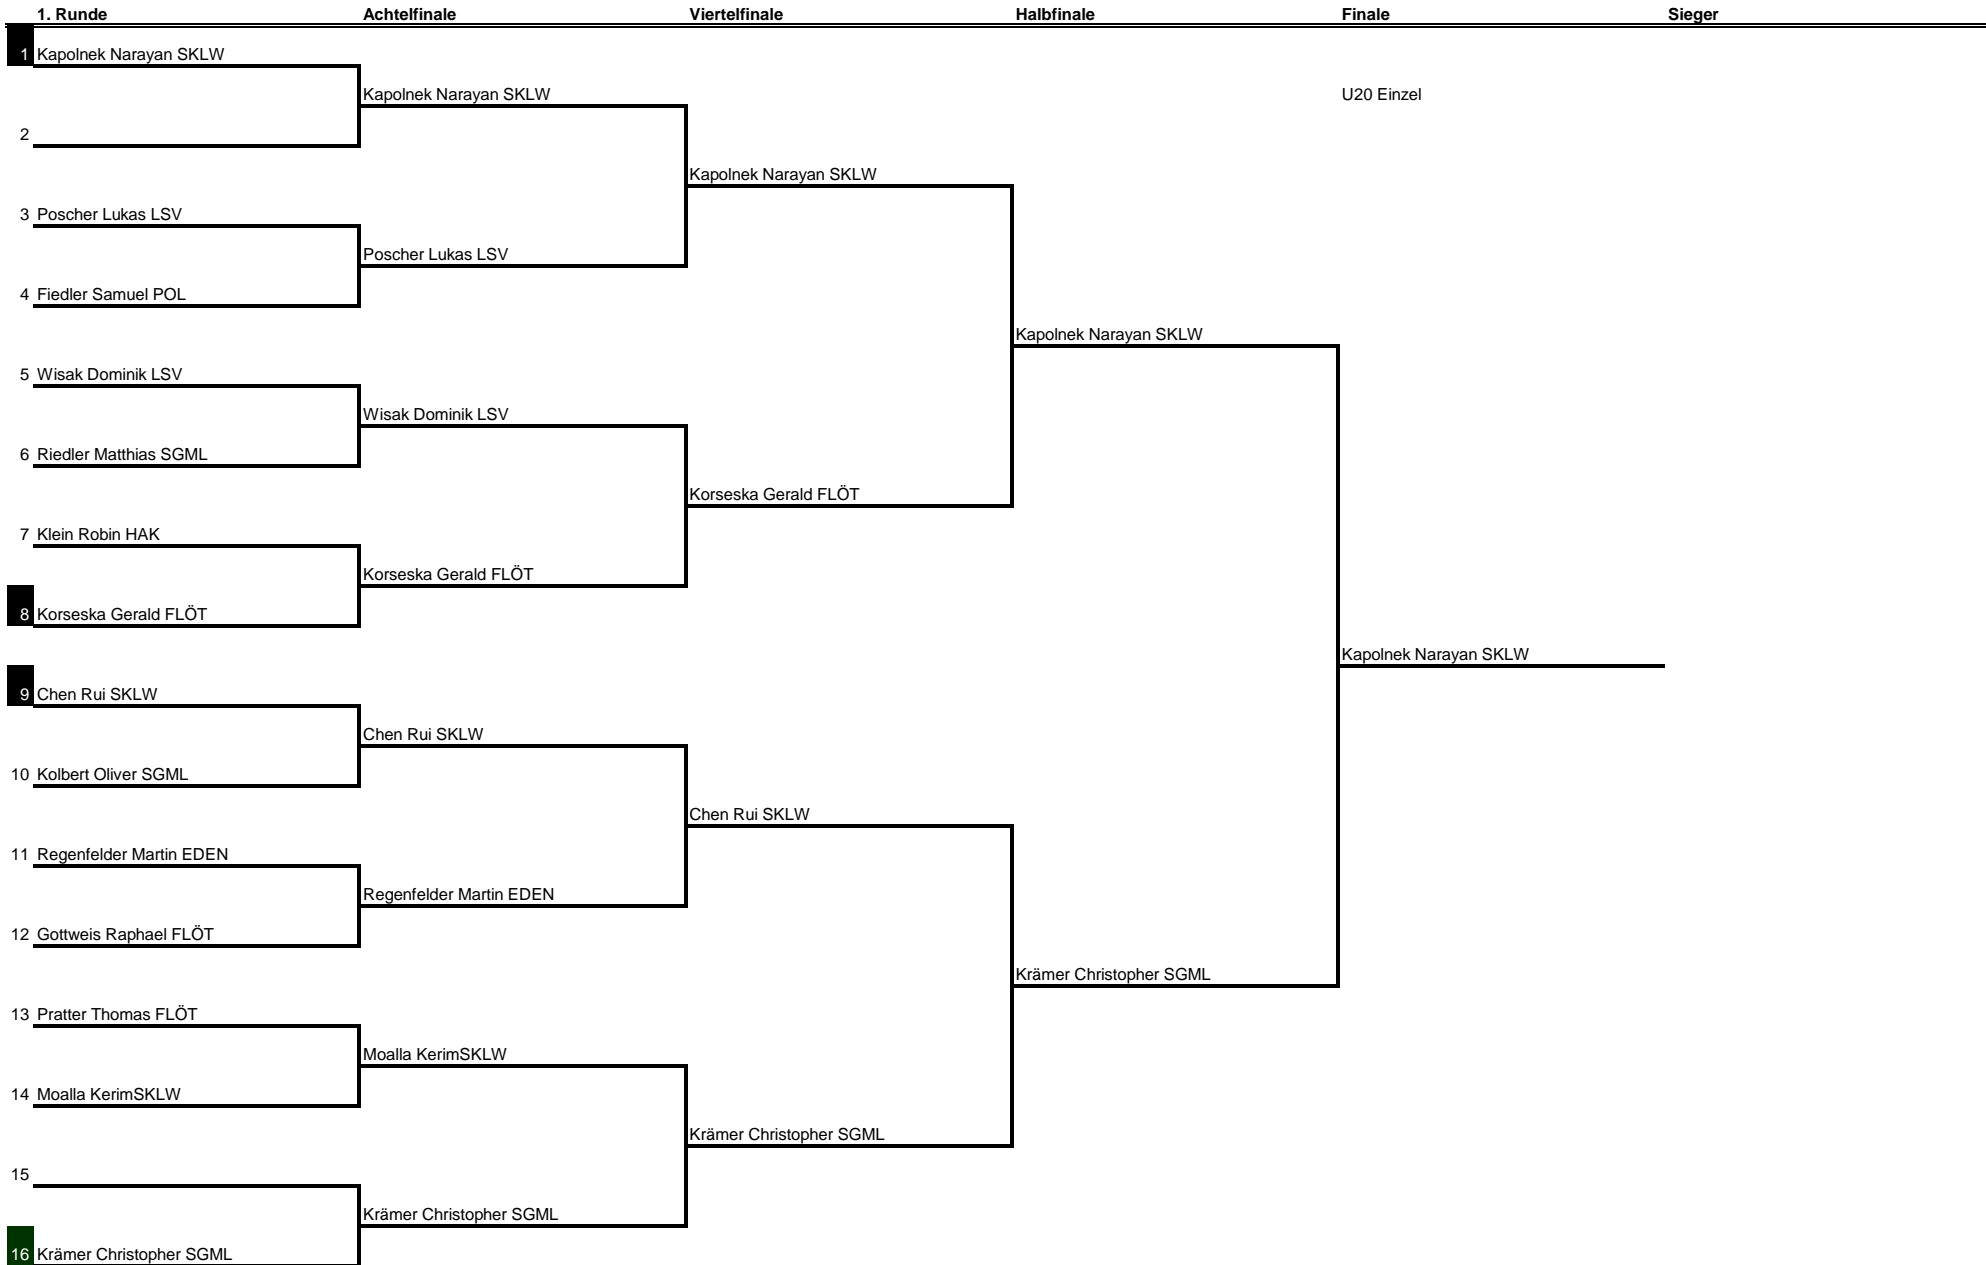 1. Runde Achtelfinale Viertelfinale Halbfinale Finale Sieger
1 Kapolnek Narayan SKLW
Kapolnek Narayan SKLW
U20 Einzel
2
Kapolnek Narayan SKLW
3 Poscher Lukas LSV
Poscher Lukas LSV
4 Fiedler Samuel POL
Kapolnek Narayan SKLW
5 Wisak Dominik LSV
Wisak Dominik LSV
6 Riedler Matthias SGML
Korseska Gerald FLÖT
7 Klein Robin HAK
Korseska Gerald FLÖT
8 Korseska Gerald FLÖT
Kapolnek Narayan SKLW
9 Chen Rui SKLW
Chen Rui SKLW
10 Kolbert Oliver SGML
Chen Rui SKLW
11 Regenfelder Martin EDEN
Regenfelder Martin EDEN
12 Gottweis Raphael FLÖT
Krämer Christopher SGML
13 Pratter Thomas FLÖT
Moalla KerimSKLW
14 Moalla KerimSKLW
Krämer Christopher SGML
15
Krämer Christopher SGML
16 Krämer Christopher SGML